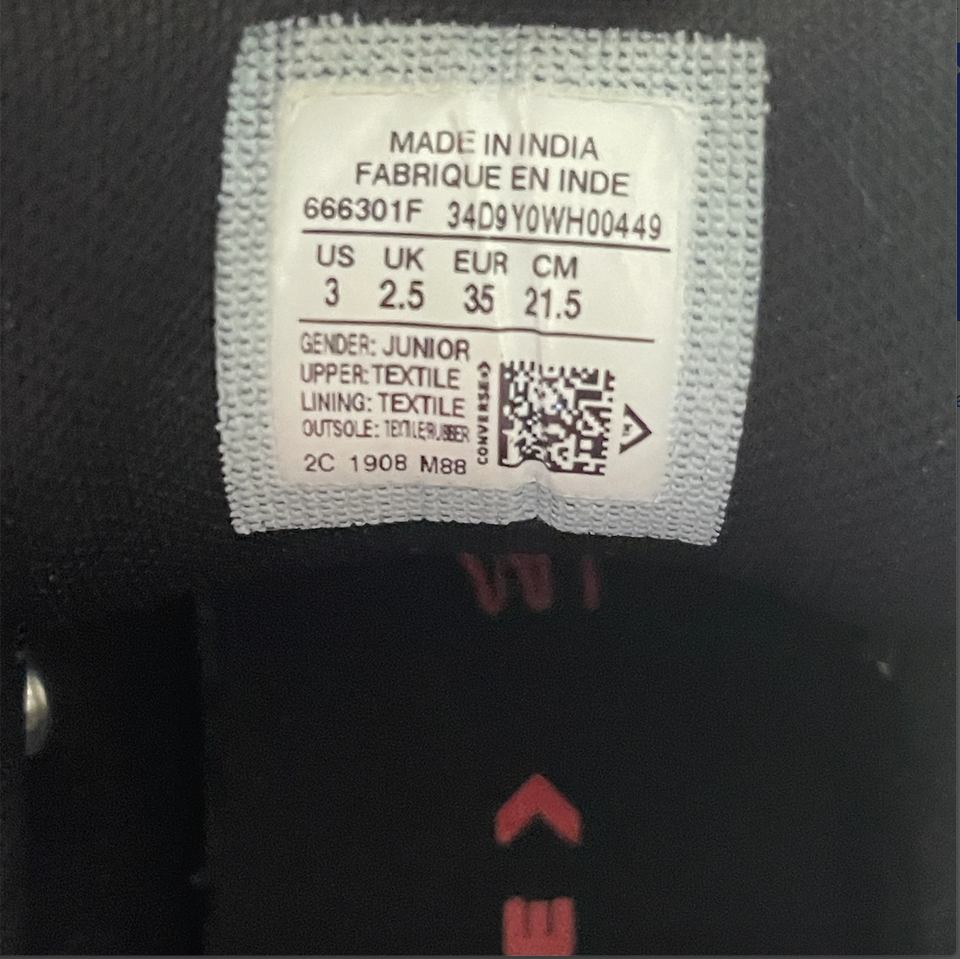 MADE IN INDIA
FABRIQUE EN INDE
666301F 34D9Y0WH00449
US UK EUR CM
3 2.5 35 21.5
GENDER: JUNIOR
UPPER: TEXTILE
LINING: TEXTILE
OUTSOLE: TEXTILE/RUBBER
2C 1908 M88
CONVERSE